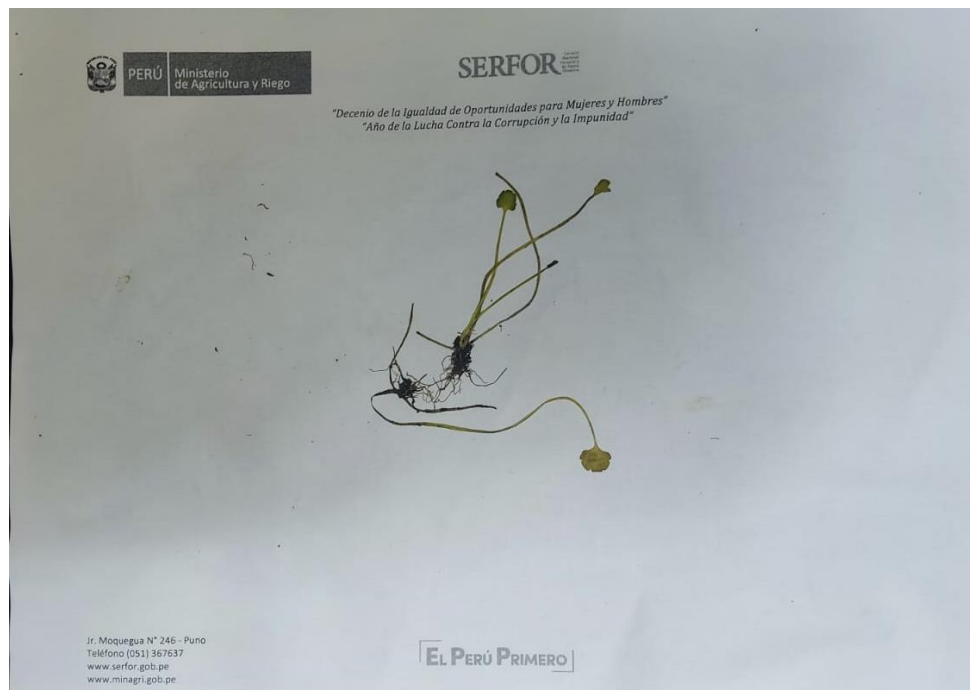 PERÚ
Ministerio
de Agricultura y Riego
SERFOR
"Decenio de la Igualdad de Oportunidades para Mujeres y Hombres"
"Año de la Lucha Contra la Corrupción y la Impunidad"
Jr. Moquegua N° 246 - Puno
Teléfono (051) 367637
www.serfor.gob.pe
www.minagri.gob.pe
EL PERÚ PRIMERO